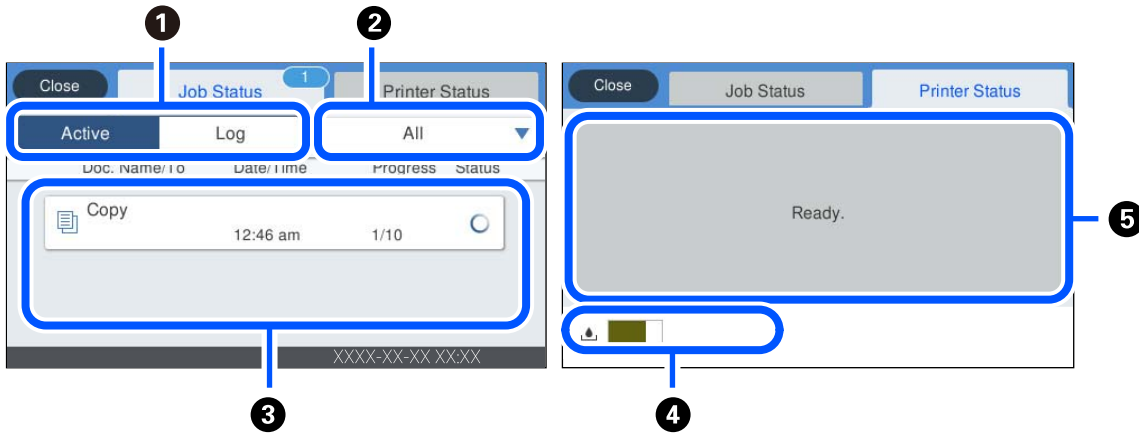 1 2
Close Job Status 1 Printer Status
Active Log All
Doc. Name/To Date/Time Progress Status
Copy
12:46 am 1/10
XXXX-XX-XX XX:XX
3
Close Job Status Printer Status
Ready.
5
4